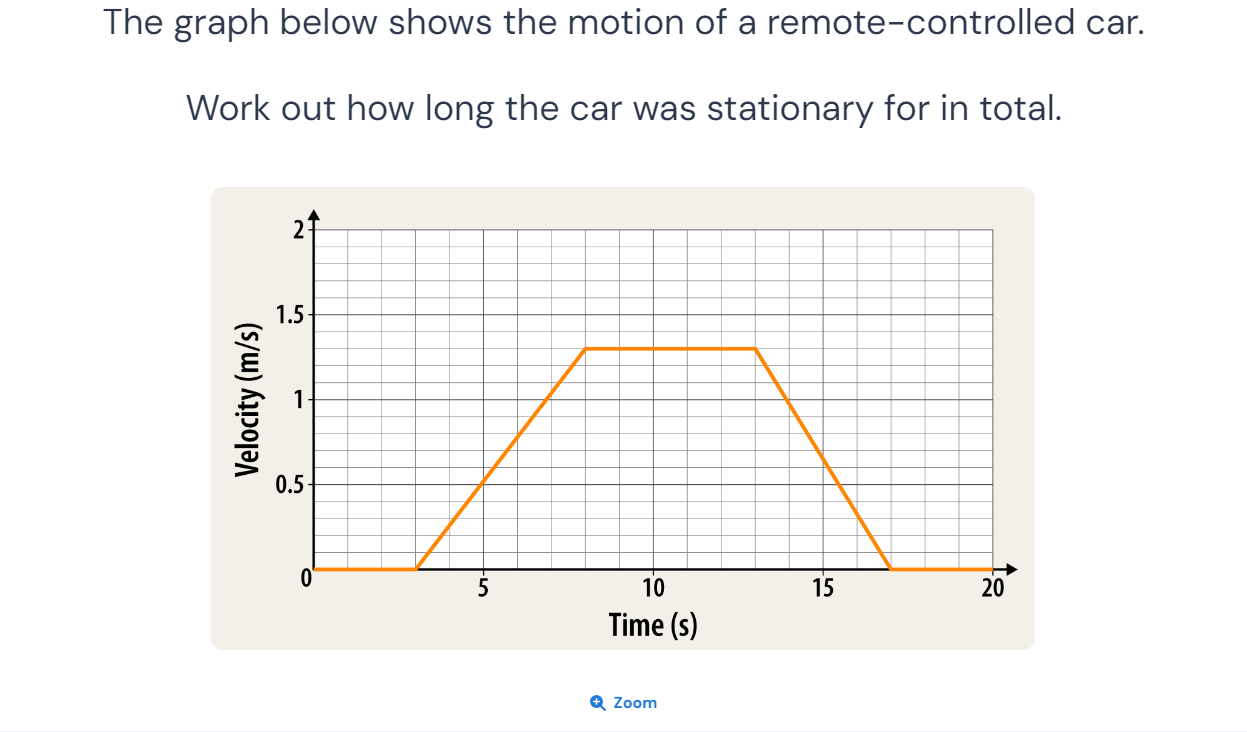 The graph below shows the motion of a remote-controlled car.
Work out how long the car was stationary for in total.
2
1.5
1
0.5
0
Velocity (m/s)
5 10 15 20
Time (s)
Zoom